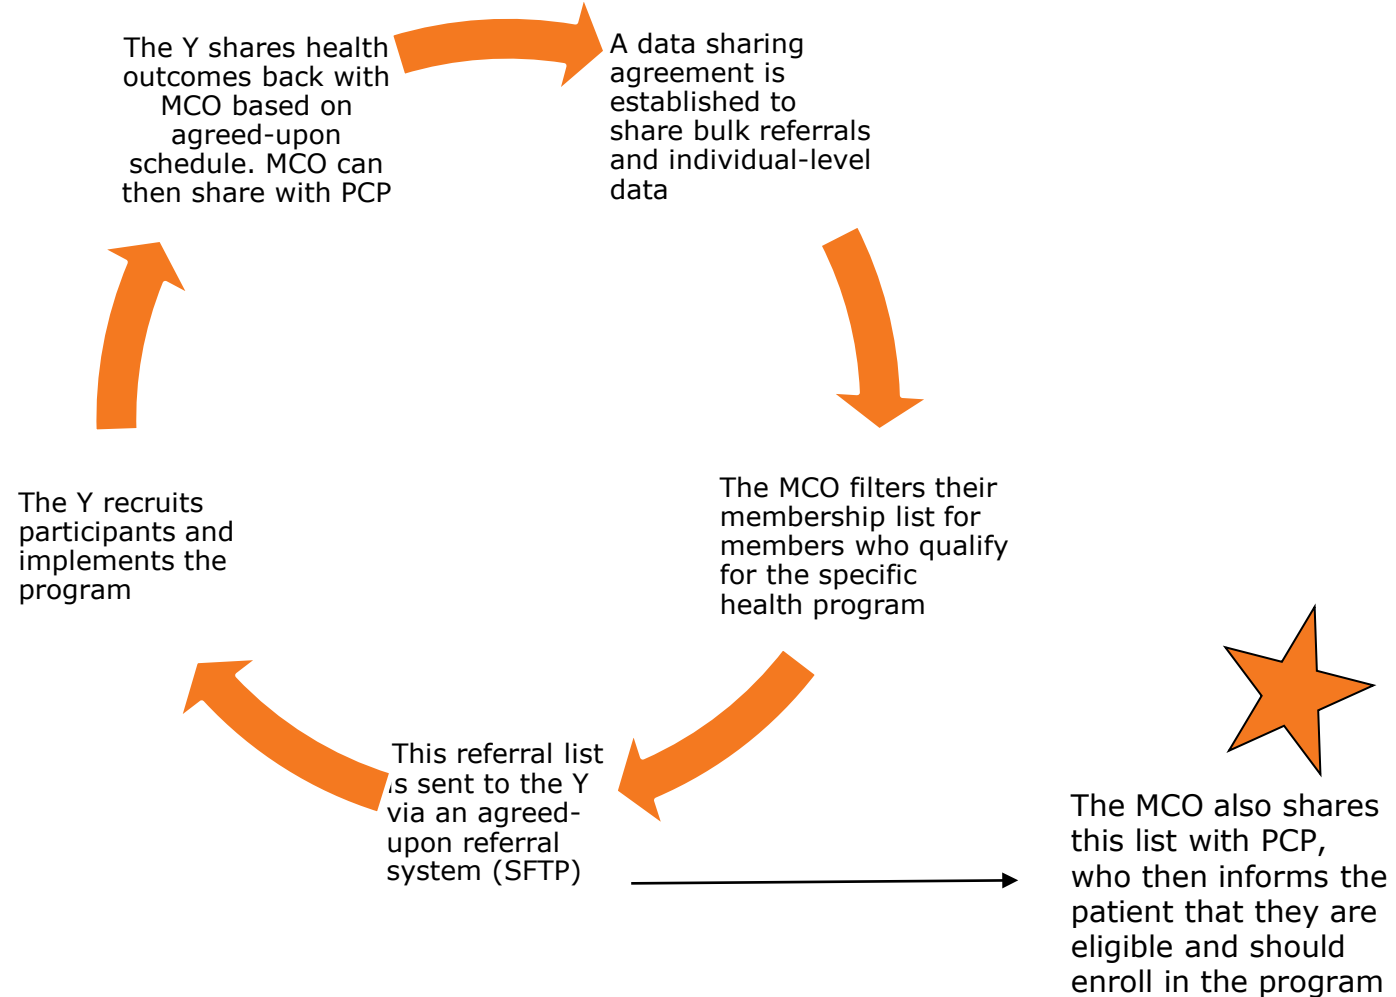 The Y shares health
outcomes back with
MCO based on
agreed-upon
schedule. MCO can
then share with PCP
A data sharing
agreement is
established to
share bulk referrals
and individual-level
data
The MCO filters their
membership list for
members who qualify
for the specific
health program
This referral list
is sent to the Y
via an agreed-
upon referral
system (SFTP)
The Y recruits
participants and
implements the
program
The MCO also shares
this list with PCP,
who then informs the
patient that they are
eligible and should
enroll in the program